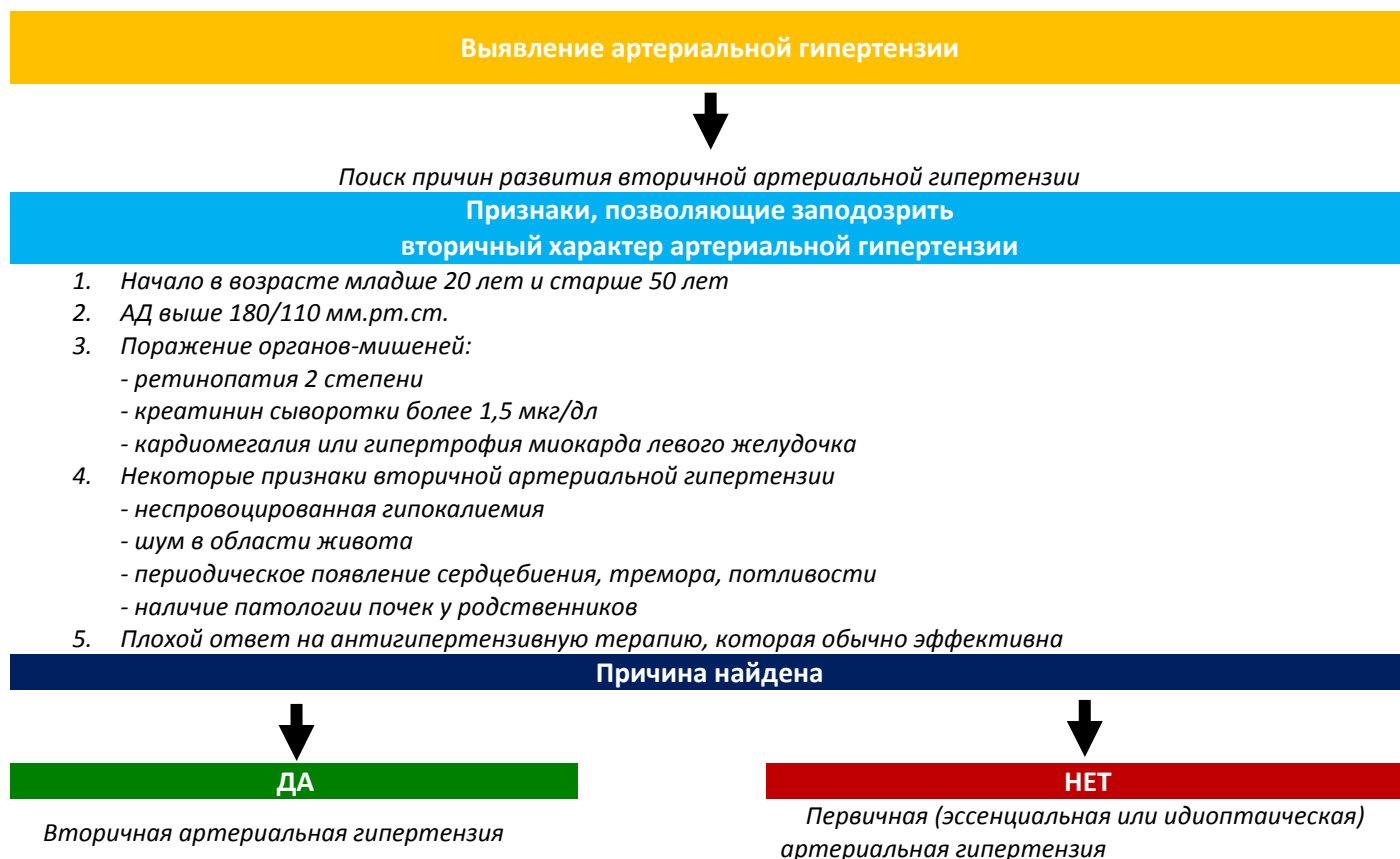 Выявление артериальной гипертензии
Поиск причин развития вторичной артериальной гипертензии
Признаки, позволяющие заподозрить
вторичный характер артериальной гипертензии
1. Начало в возрасте младше 20 лет и старше 50 лет
2. АД выше 180/110 мм.рт.ст.
3. Поражение органов-мишеней:
- ретинопатия 2 степени
- креатинин сыворотки более 1,5 мкг/дл
- кардиомегалия или гипертрофия миокарда левого желудочка
4. Некоторые признаки вторичной артериальной гипертензии
- неспровоцированная гипокалиемия
- шум в области живота
- периодическое появление сердцебиения, тремора, потливости
- наличие патологии почек у родственников
5. Плохой ответ на антигипертензивную терапию, которая обычно эффективна
Причина найдена
ДА
Вторичная артериальная гипертензия
НЕТ
Первичная (эссенциальная или идиоптаическая)
артериальная гипертензия